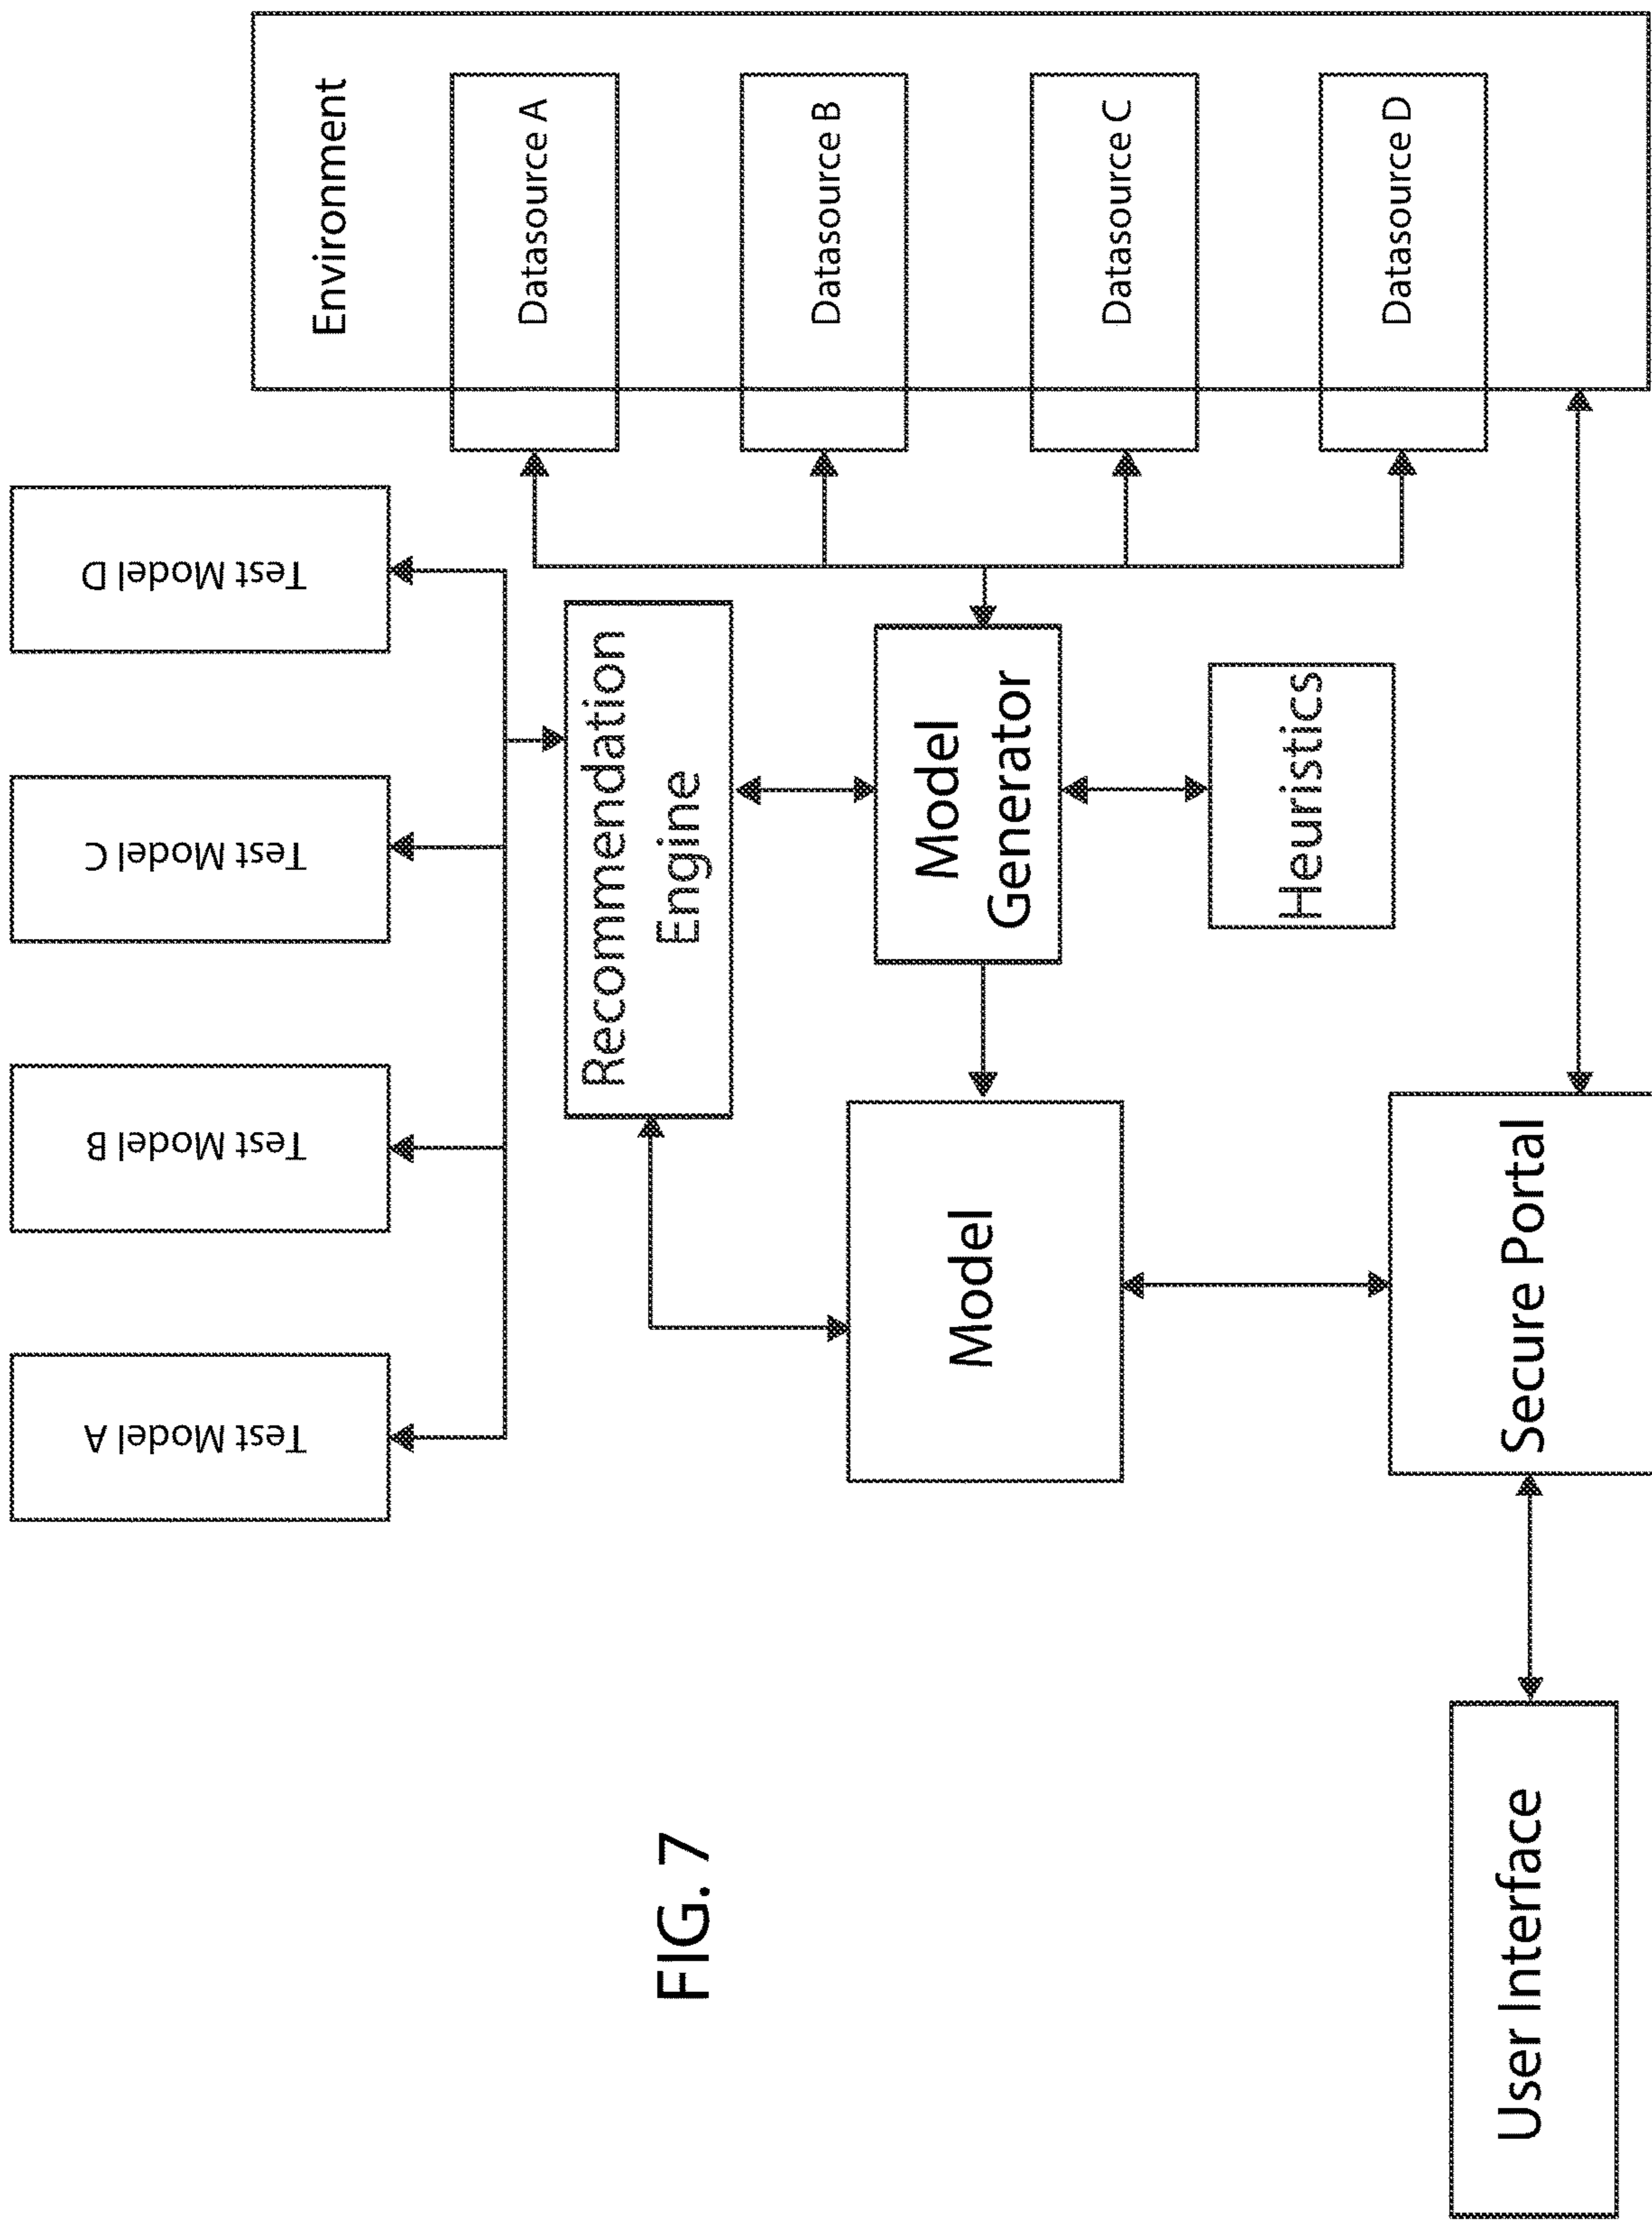 Environment
Datasource A
Datasource B
Datasource C
Datasource D
Test Model A
Test Model B
Test Model C
Test Model D
Recommendation
Engine
Model
Generator
Heuristics
Model
Secure Portal
User Interface
FIG. 7